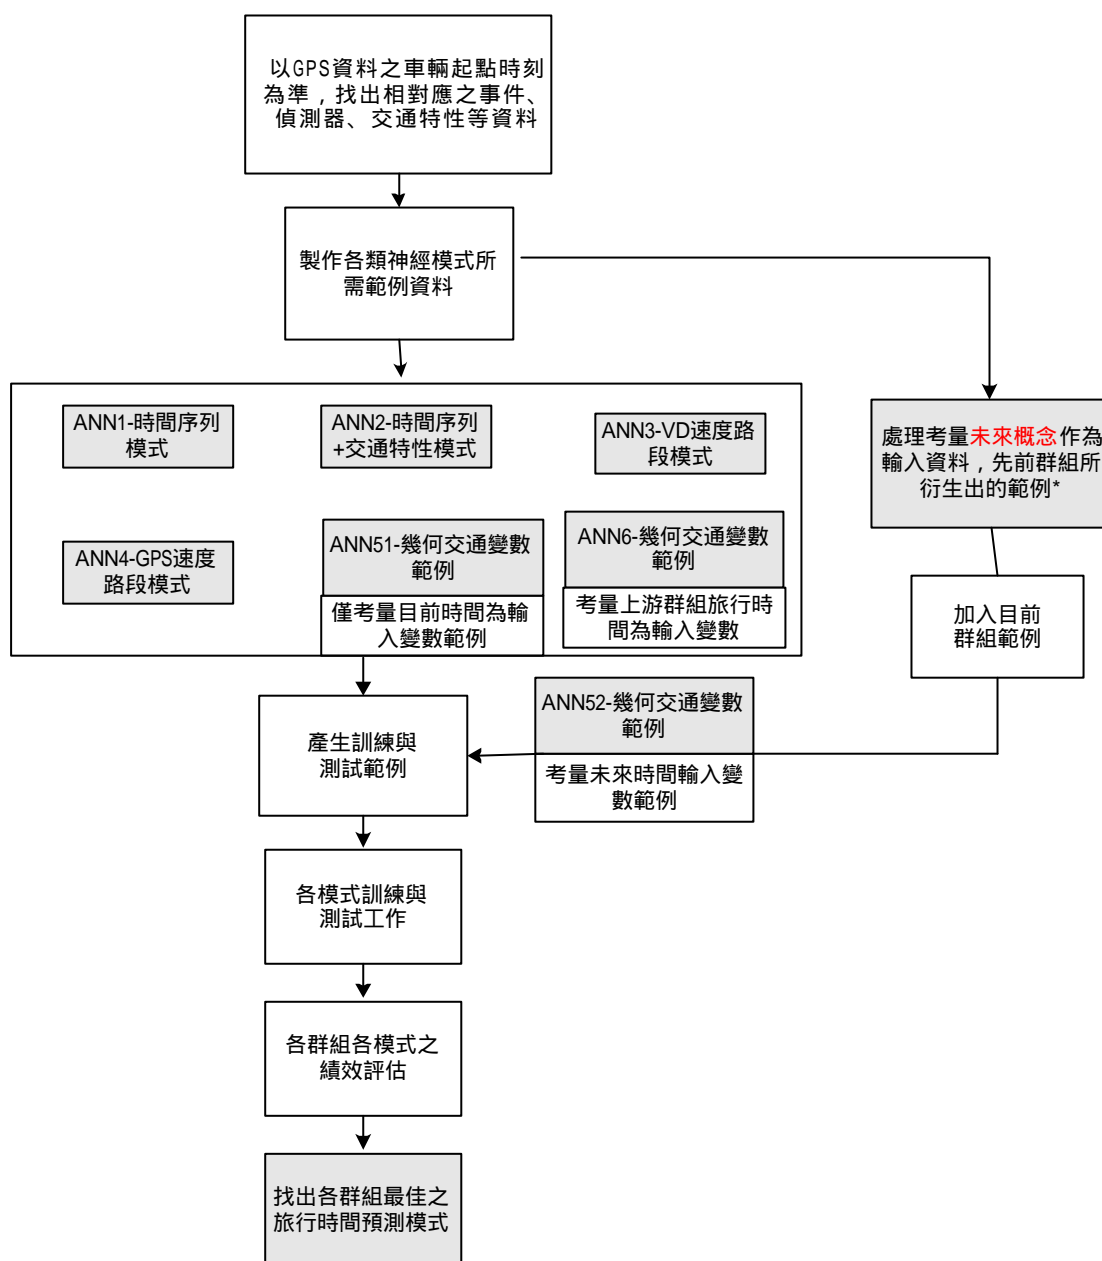 以GPS資料之車輛起點時刻
為準，找出相對應之事件、
偵測器、交通特性等資料
製作各類神經模式所
需範例資料
ANN1-時間序列
模式
ANN2-時間序列
+交通特性模式
ANN3-VD速度路
段模式
ANN4-GPS速度
路段模式
ANN51-幾何交通變數
範例
僅考量目前時間為輸
入變數範例
ANN6-幾何交通變數
範例
考量上游群組旅行時
間為輸入變數
處理考量未來概念作為
輸入資料，先前群組所
衍生出的範例*
加入目前
群組範例
ANN52-幾何交通變數
範例
考量未來時間輸入變
數範例
產生訓練與
測試範例
各模式訓練與
測試工作
各群組各模式之
績效評估
找出各群組最佳之
旅行時間預測模式